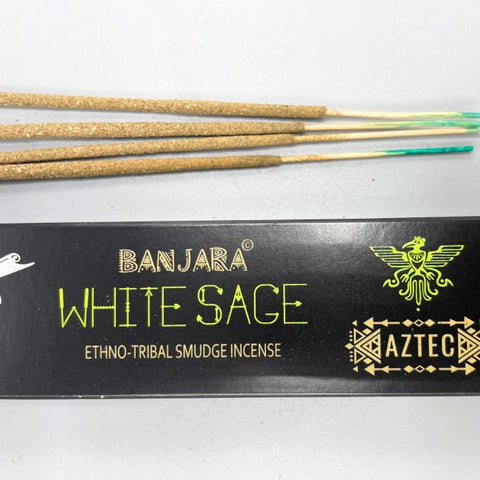 BANJARA©
WHITE SAGE
ETHNO-TRIBAL SMUDGE INCENSE
AZTEC